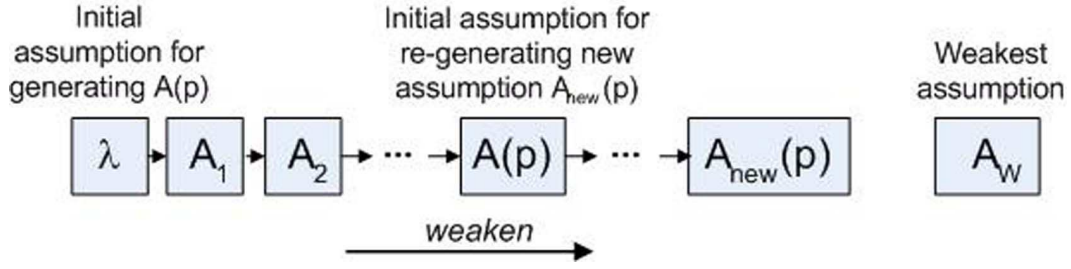 Initial
assumption for
generating A(p)
Initial assumption for
re-generating new
assumption Anew(p)
Weakest
assumption
λ
A1
A2
...
A(p)
...
Anew(p)
AW
weaken